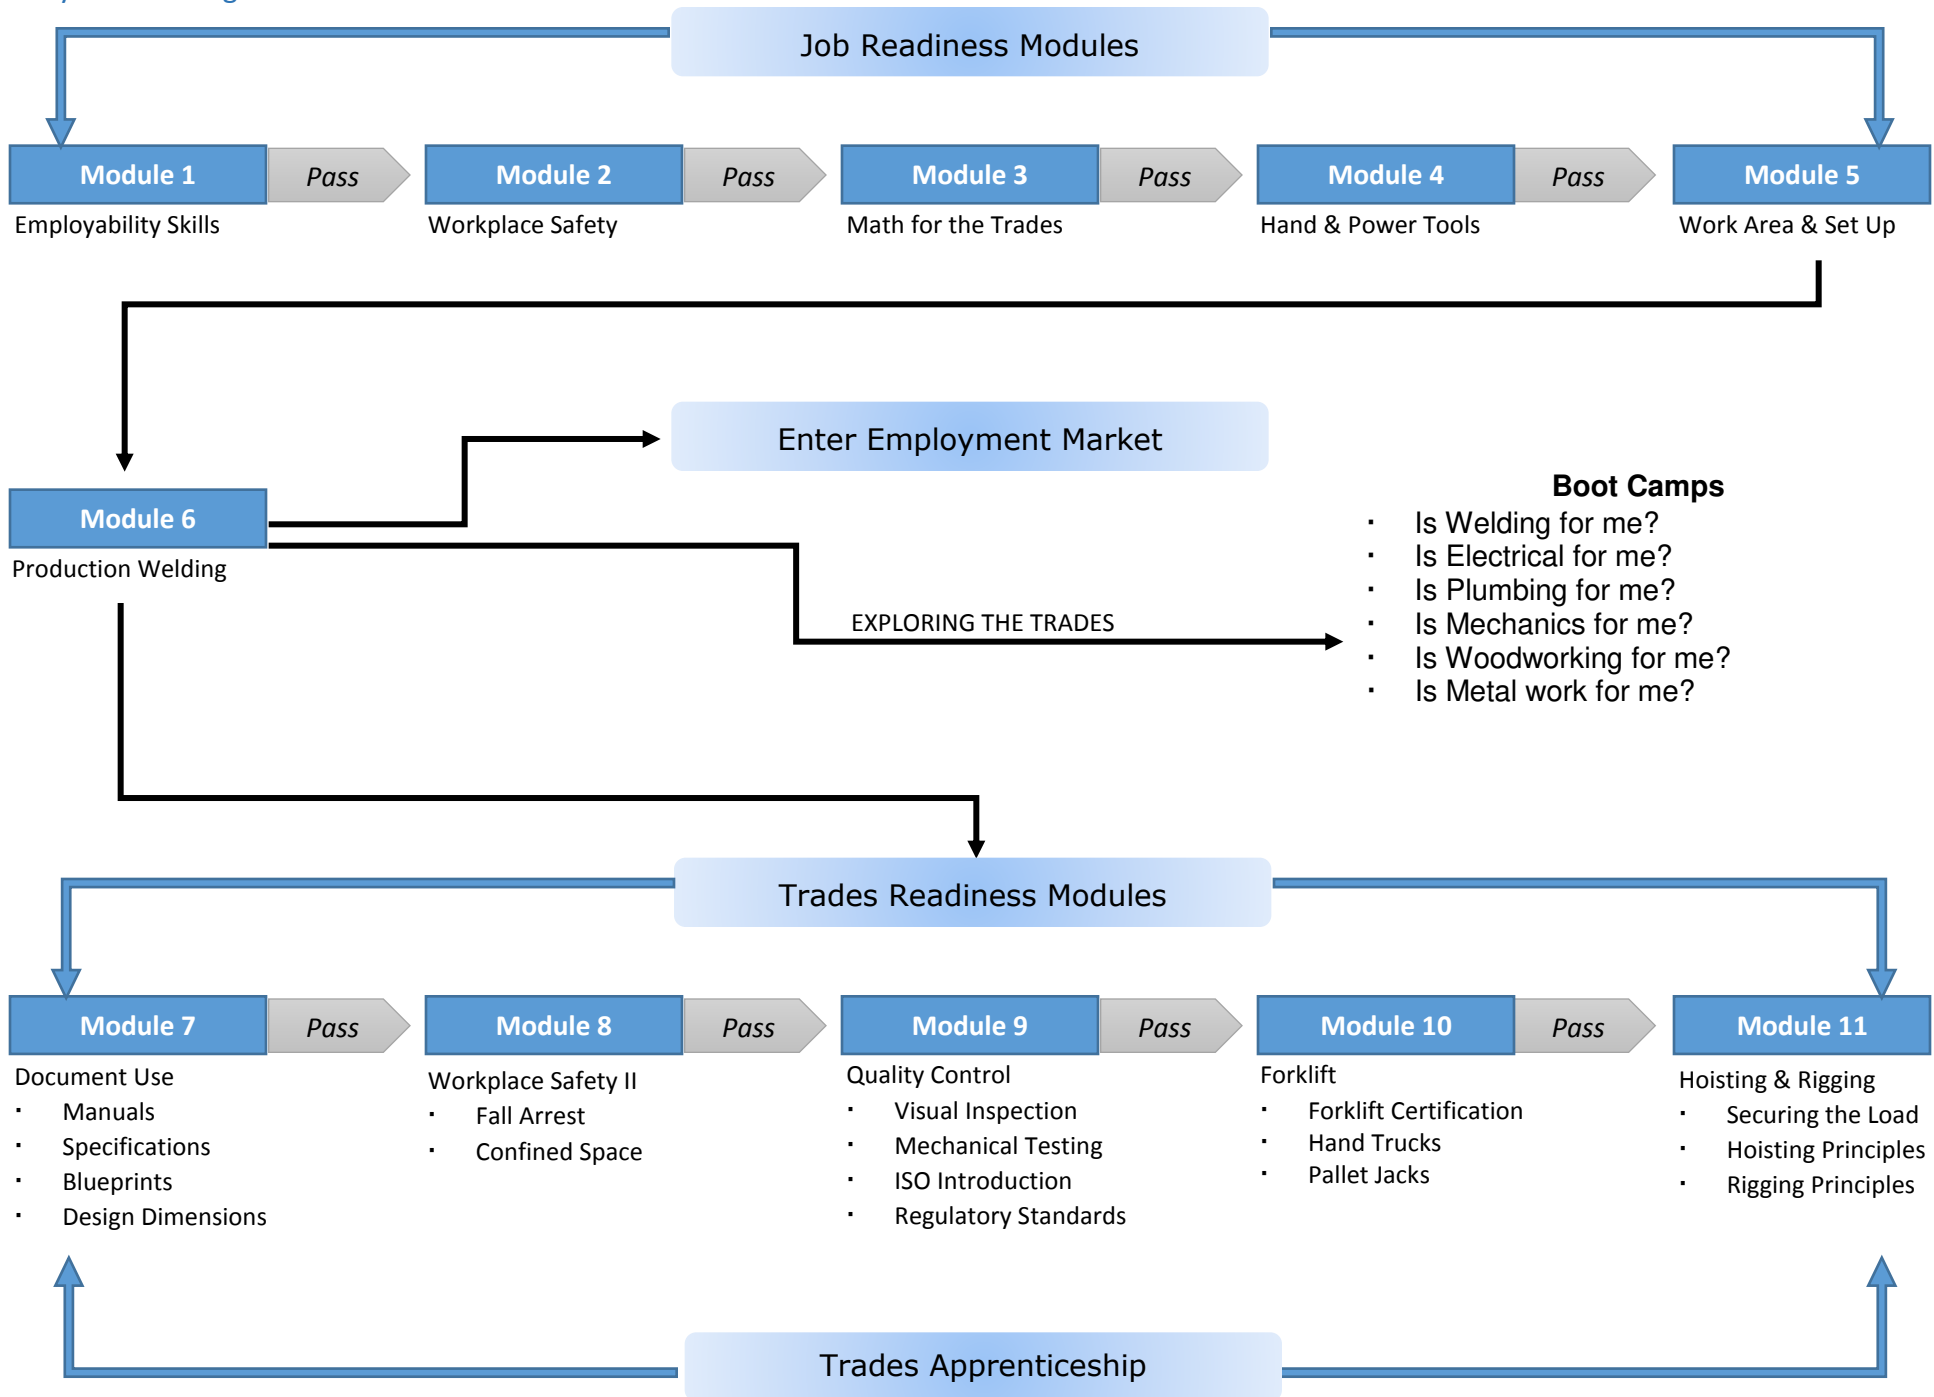 Job Readiness Modules
Module 1
Pass
Module 2
Pass
Module 3
Pass
Module 4
Pass
Module 5
Employability Skills
Workplace Safety
Math for the Trades
Hand & Power Tools
Work Area & Set Up
Enter Employment Market
Module 6
Production Welding
EXPLORING THE TRADES
Boot Camps
· Is Welding for me?
· Is Electrical for me?
· Is Plumbing for me?
· Is Mechanics for me?
· Is Woodworking for me?
· Is Metal work for me?
Trades Readiness Modules
Module 7
Pass
Module 8
Pass
Module 9
Pass
Module 10
Pass
Module 11
Document Use
· Manuals
· Specifications
· Blueprints
· Design Dimensions
Workplace Safety II
· Fall Arrest
· Confined Space
Quality Control
· Visual Inspection
· Mechanical Testing
· ISO Introduction
· Regulatory Standards
Forklift
· Forklift Certification
· Hand Trucks
· Pallet Jacks
Hoisting & Rigging
· Securing the Load
· Hoisting Principles
· Rigging Principles
Trades Apprenticeship